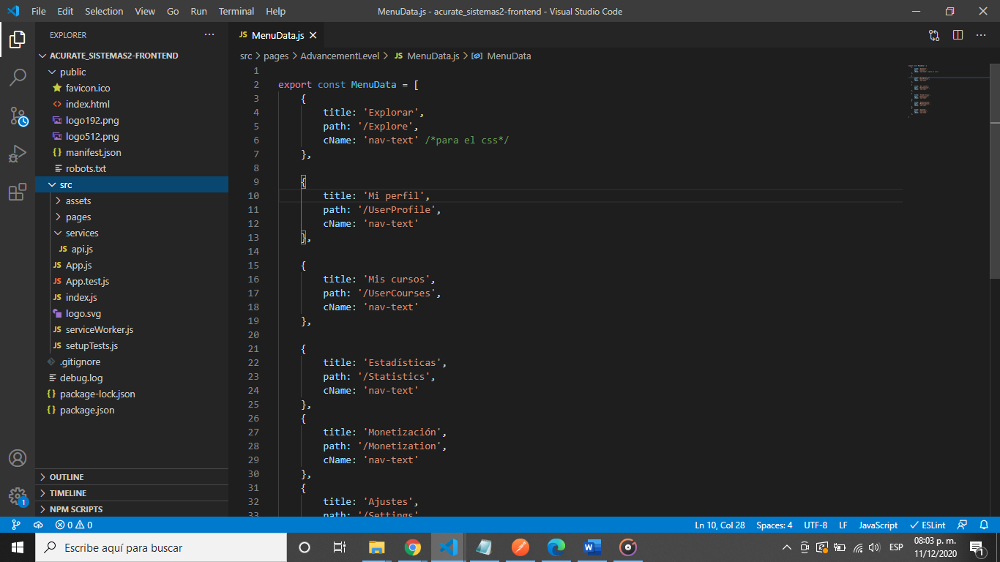 File Edit Selection View Go Run Terminal Help
MenuData.js - acurate_sistemas2-frontend - Visual Studio Code
EXPLORER
ACURATE_SISTEMAS2-FRONTEND
public
favicon.ico
index.html
logo192.png
logo512.png
manifest.json
robots.txt
src
assets
pages
services
JS api.js
JS App.js
JS App.test.js
JS index.js
logo.svg
JS serviceWorker.js
JS setupTests.js
.gitignore
debug.log
package-lock.json
package.json
OUTLINE
TIMELINE
NPM SCRIPTS
1
JS MenuData.js
src > pages > AdvancementLevel > JS MenuData.js > MenuData
1
2 export const MenuData = [
3 {
4 title: 'Explorar',
5 path: '/Explore',
6 cName: 'nav-text' /*para el css*/
7 },
8
9 {
10 title: 'Mi perfil',
11 path: '/UserProfile',
12 cName: 'nav-text'
13 },
14
15 {
16 title: 'Mis cursos',
17 path: '/UserCourses',
18 cName: 'nav-text'
19 },
20
21 {
22 title: 'Estadísticas',
23 path: '/Statistics',
24 cName: 'nav-text'
25 },
26 {
27 title: 'Monetización',
28 path: '/Monetization',
29 cName: 'nav-text'
30 },
31 {
32 title: 'Ajustes',
33 path: '/Settings'
0 0 Ln 10, Col 28 Spaces: 4 UTF-8 LF JavaScript ESLint
Escribe aquí para buscar
ESP
08:03 p. m.
11/12/2020
1